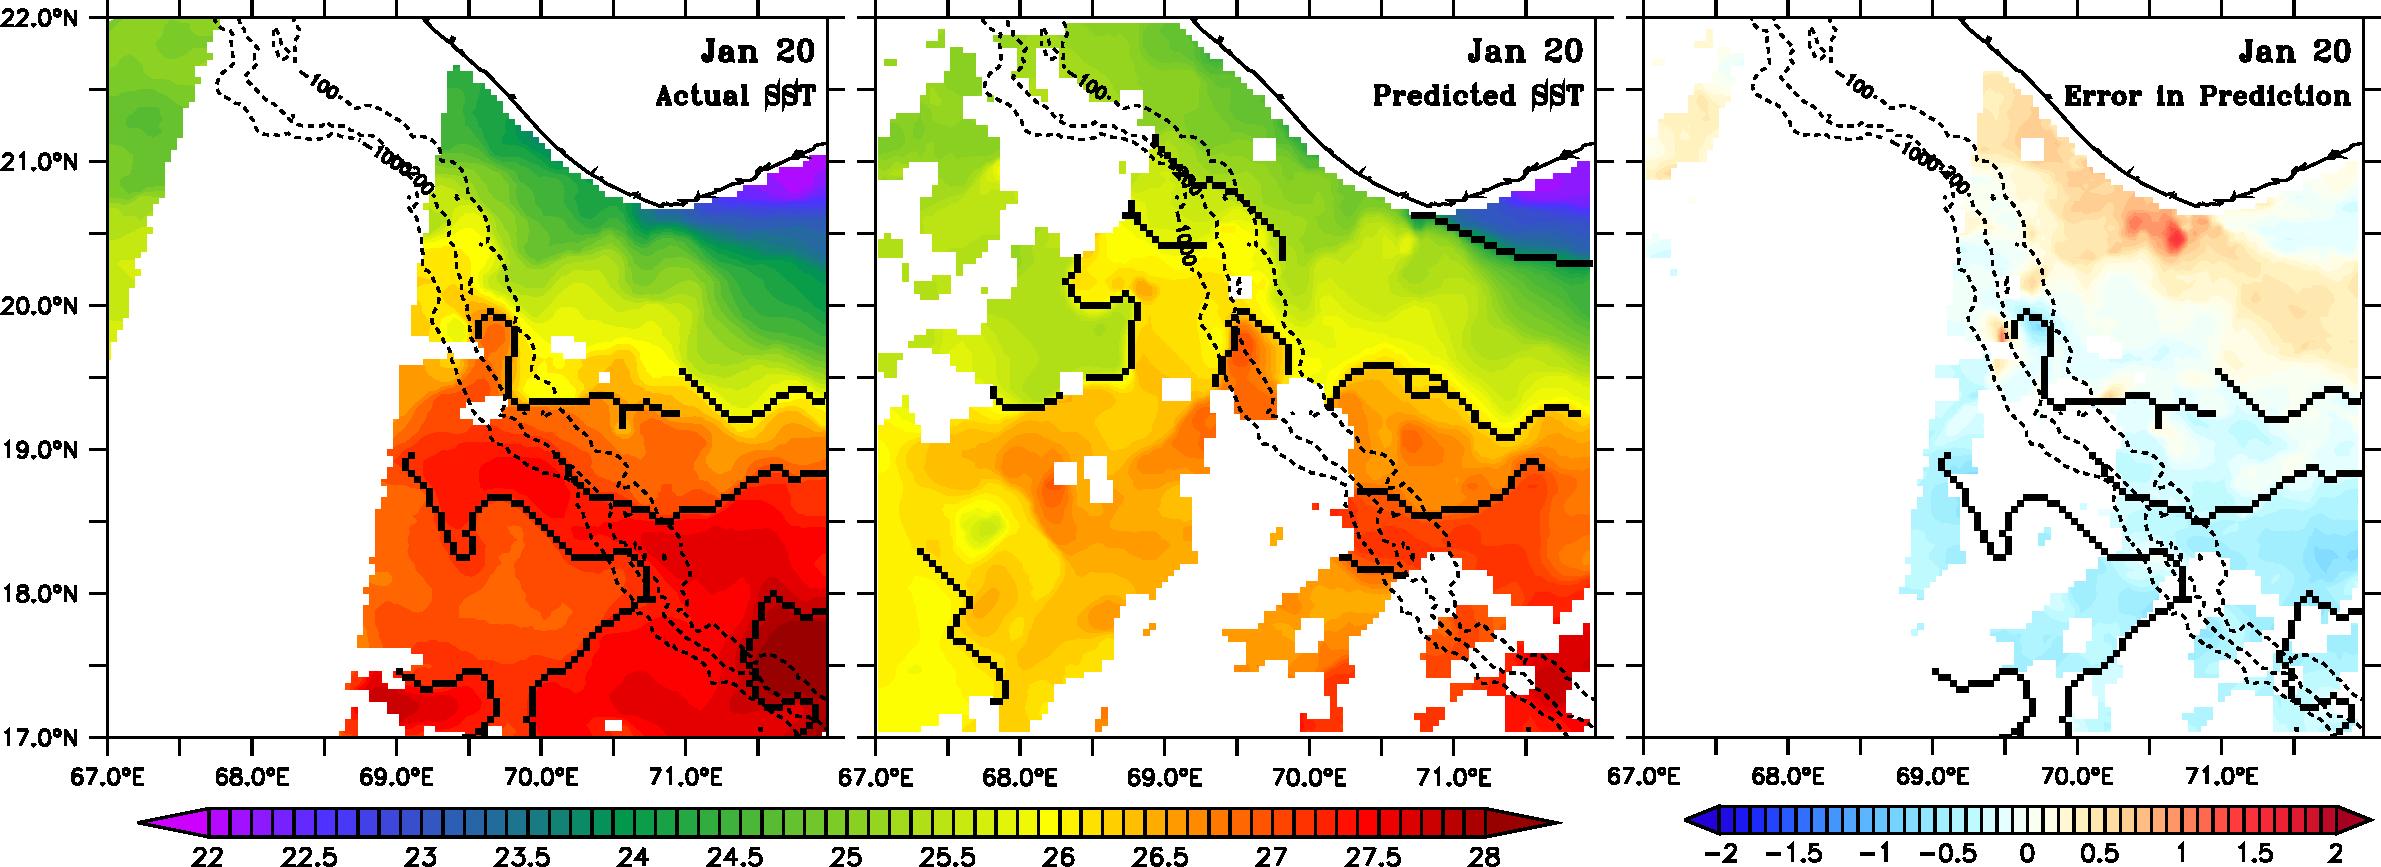 22.0°N
21.0°N
20.0°N
19.0°N
18.0°N
17.0°N
Jan 20
Actual SST
100
1000
200
67.0°E 68.0°E 69.0°E 70.0°E 71.0°E
Jan 20
Predicted SST
100
200
1000
67.0°E 68.0°E 69.0°E 70.0°E 71.0°E
Jan 20
Error in Prediction
100
1000
200
67.0°E 68.0°E 69.0°E 70.0°E 71.0°E
22 22.5 23 23.5 24 24.5 25 25.5 26 26.5 27 27.5 28
-2 -1.5 -1 -0.5 0 0.5 1 1.5 2